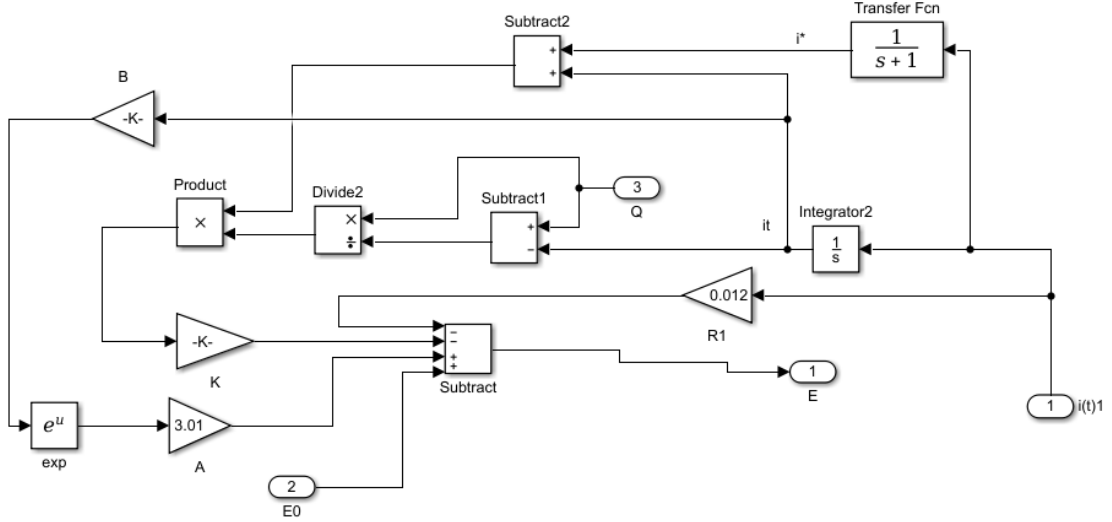 Transfer Fcn
Subtract2
i*
1
s + 1
+
+
B
-K-
Product
Divide2
Subtract1
3
Q
×
×
÷
+
−
it
Integrator2
1
s
0.012
R1
-K-
K
−
−
+
+
Subtract
1
E
1
i(t)1
e^u
exp
3.01
A
2
E0